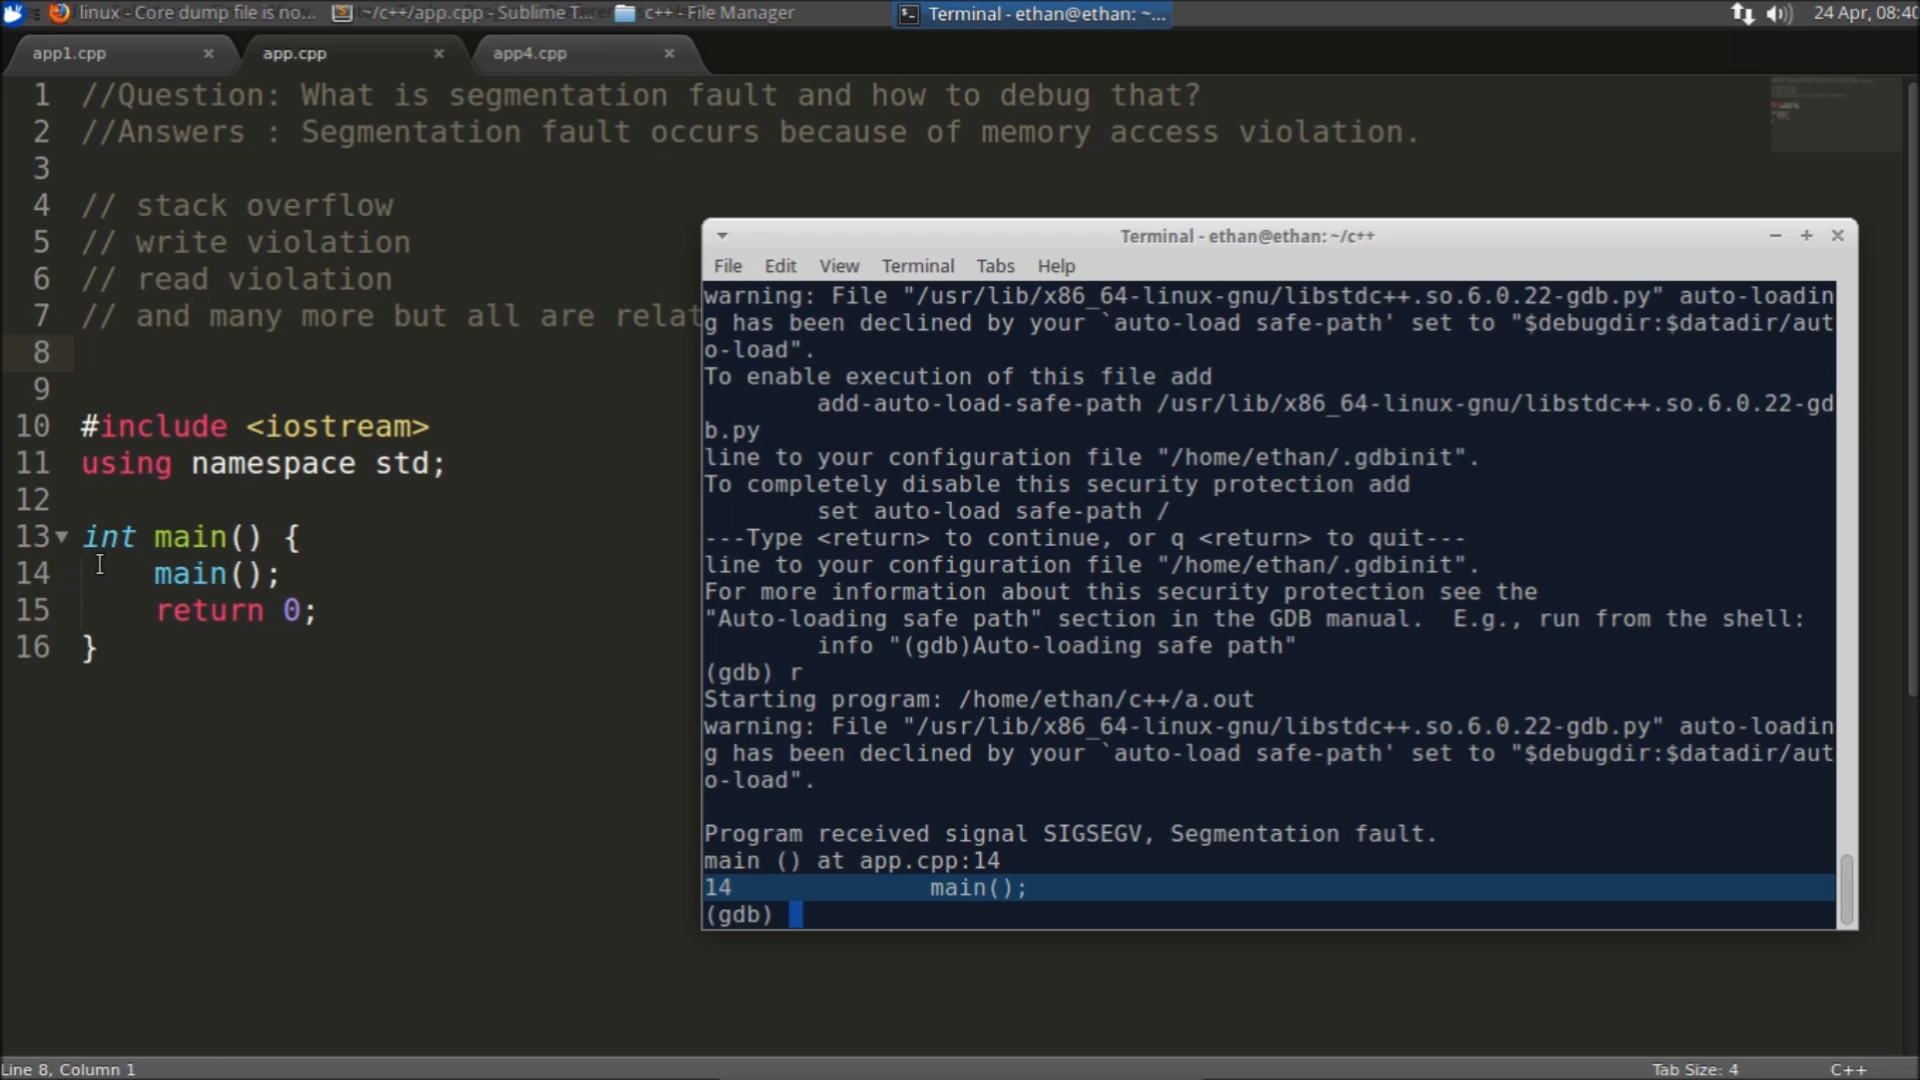 linux - Core dump file is no...
~/c++/app.cpp - Sublime T...
c++ - File Manager
Terminal - ethan@ethan: ~...
24 Apr, 08:40
app1.cpp ×
app.cpp ×
app4.cpp ×
1 //Question: What is segmentation fault and how to debug that?
2 //Answers : Segmentation fault occurs because of memory access violation.
3
4 // stack overflow
5 // write violation
6 // read violation
7 // and many more but all are relat
8
9
10 #include <iostream>
11 using namespace std;
12
13 int main() {
14 main();
15 return 0;
16 }
Terminal - ethan@ethan: ~/c++
File Edit View Terminal Tabs Help
warning: File "/usr/lib/x86_64-linux-gnu/libstdc++.so.6.0.22-gdb.py" auto-loadin
g has been declined by your `auto-load safe-path' set to "$debugdir:$datadir/aut
o-load".
To enable execution of this file add
add-auto-load-safe-path /usr/lib/x86_64-linux-gnu/libstdc++.so.6.0.22-gd
b.py
line to your configuration file "/home/ethan/.gdbinit".
To completely disable this security protection add
set auto-load safe-path /
---Type <return> to continue, or q <return> to quit---
line to your configuration file "/home/ethan/.gdbinit".
For more information about this security protection see the
"Auto-loading safe path" section in the GDB manual.  E.g., run from the shell:
info "(gdb)Auto-loading safe path"
(gdb) r
Starting program: /home/ethan/c++/a.out
warning: File "/usr/lib/x86_64-linux-gnu/libstdc++.so.6.0.22-gdb.py" auto-loadin
g has been declined by your `auto-load safe-path' set to "$debugdir:$datadir/aut
o-load".
Program received signal SIGSEGV, Segmentation fault.
main () at app.cpp:14
14 main();
(gdb)
Line 8, Column 1
Tab Size: 4
C++